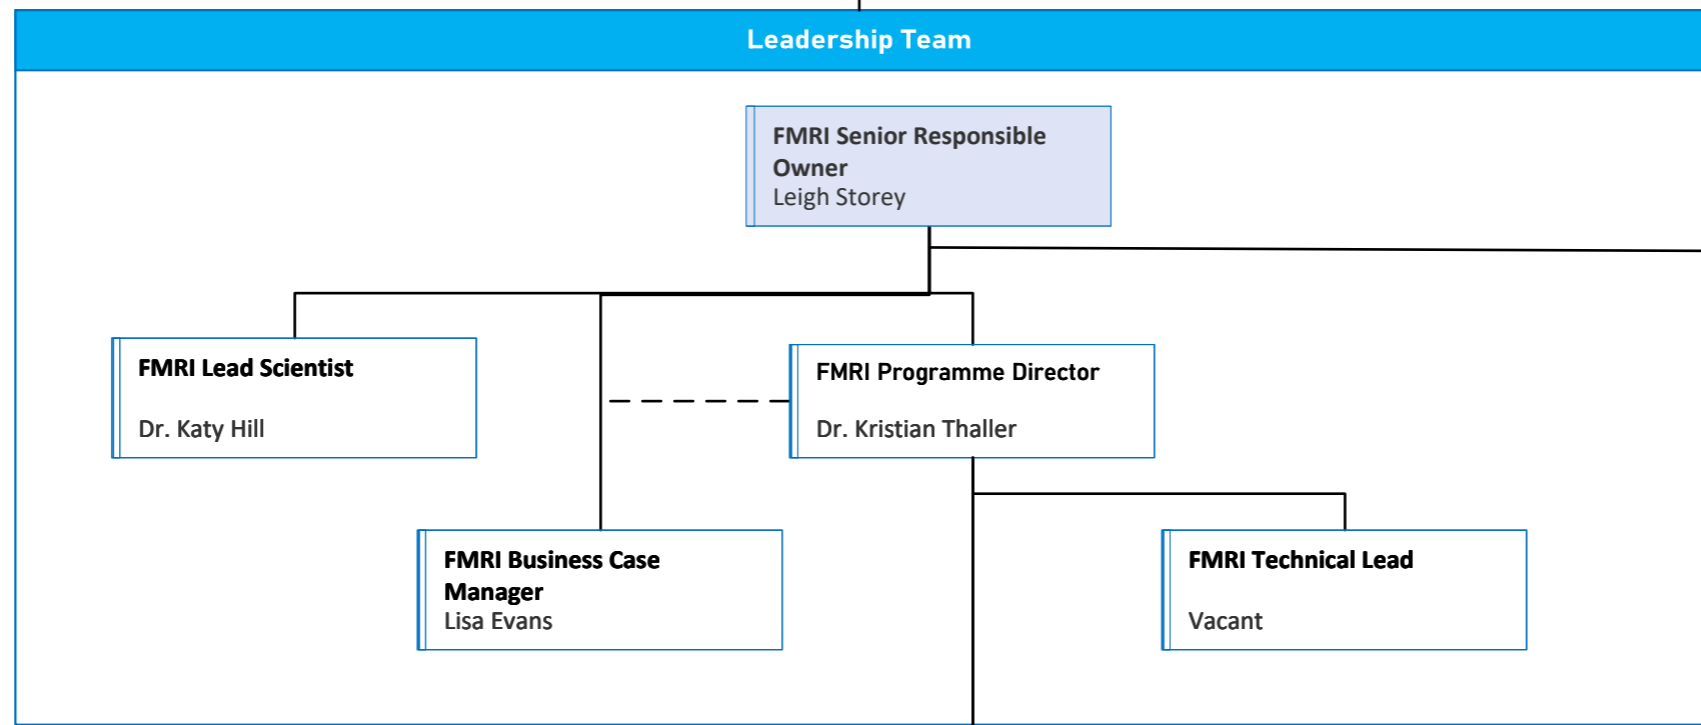 Leadership Team
FMRI Senior Responsible
Owner
Leigh Storey
FMRI Lead Scientist
Dr. Katy Hill
FMRI Programme Director
Dr. Kristian Thaller
FMRI Business Case
Manager
Lisa Evans
FMRI Technical Lead
Vacant